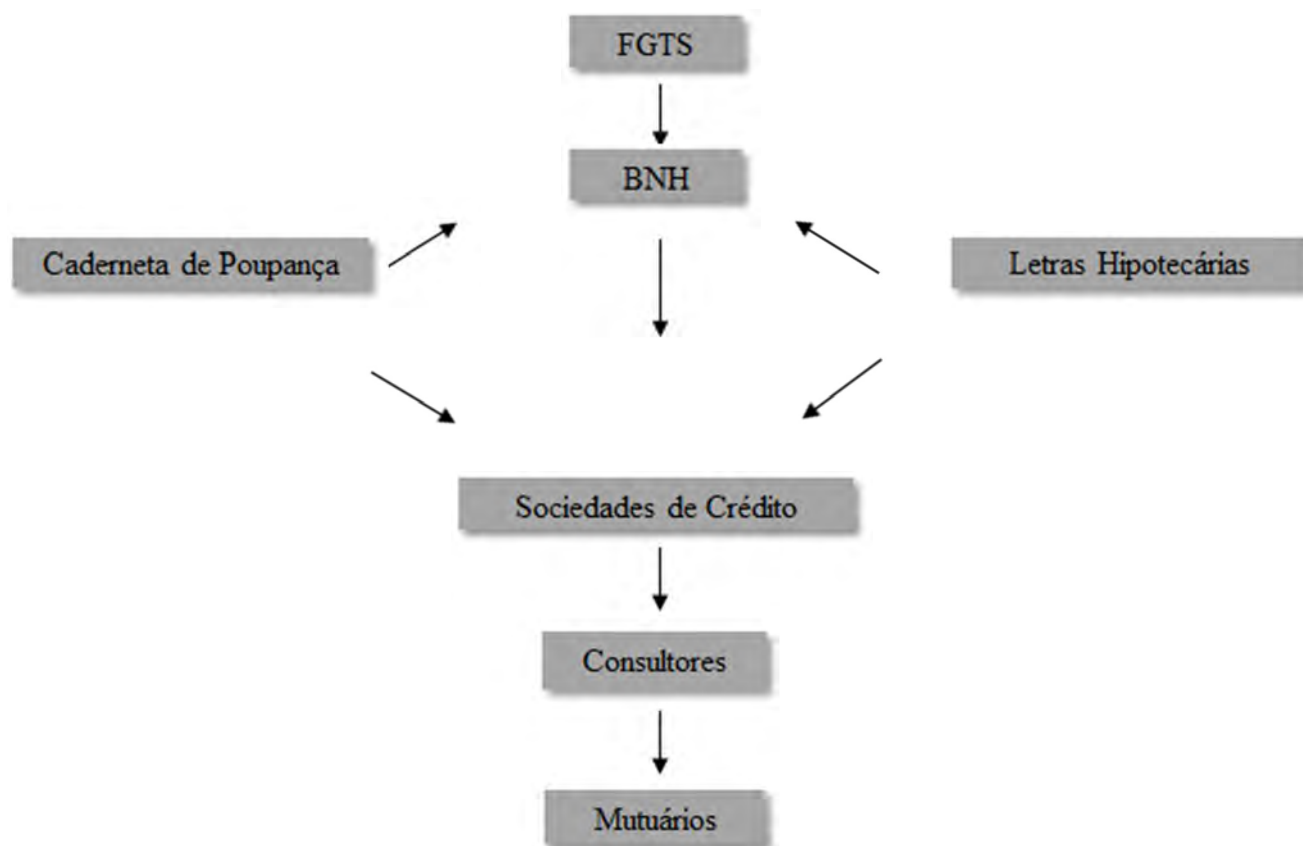 FGTS
BNH
Caderneta de Poupança
Letras Hipotecárias
Sociedades de Crédito
Consultores
Mutuários